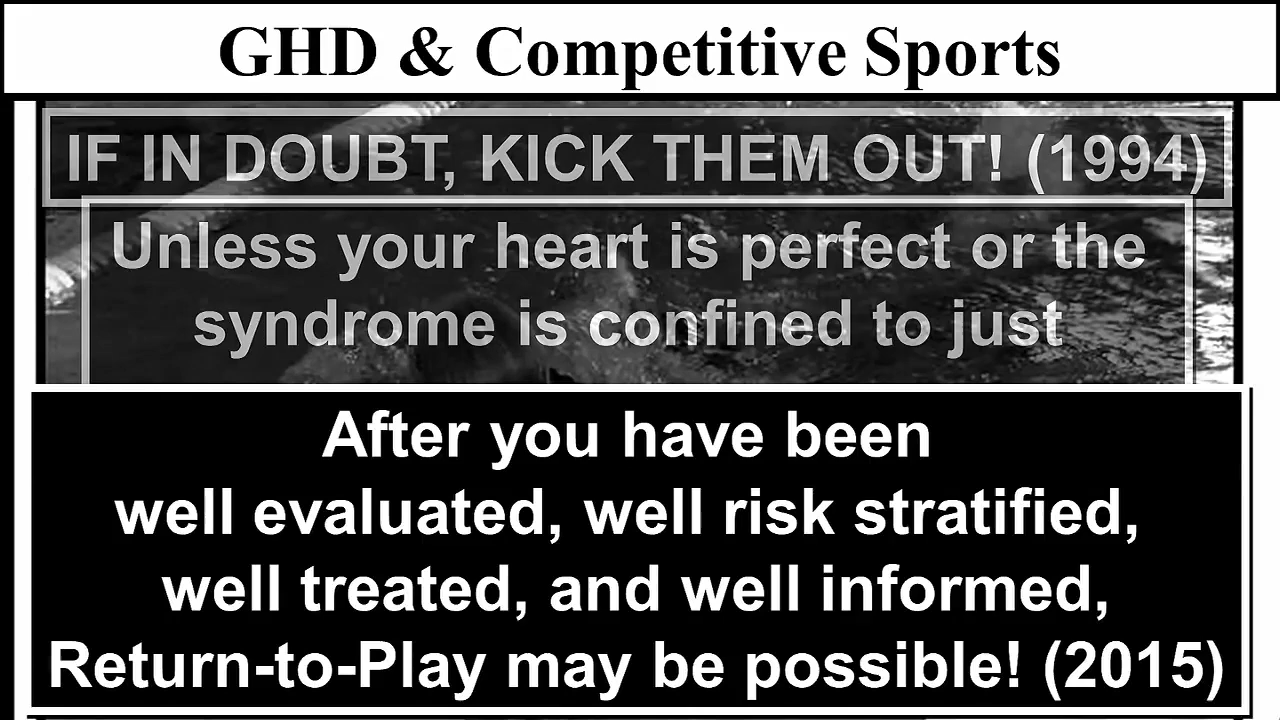 GHD & Competitive Sports
IF IN DOUBT, KICK THEM OUT! (1994)
Unless your heart is perfect or the
syndrome is confined to just
After you have been
well evaluated, well risk stratified,
well treated, and well informed,
Return-to-Play may be possible! (2015)